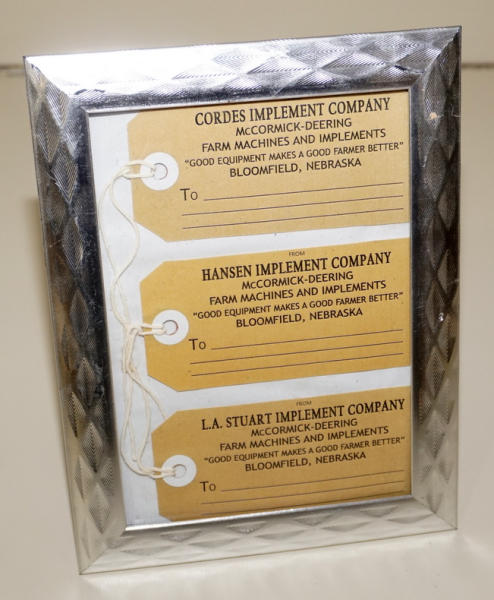 CORDES IMPLEMENT COMPANY
McCORMICK-DEERING
FARM MACHINES AND IMPLEMENTS
"GOOD EQUIPMENT MAKES A GOOD FARMER BETTER"
BLOOMFIELD, NEBRASKA
TO
FROM
HANSEN IMPLEMENT COMPANY
McCORMICK-DEERING
FARM MACHINES AND IMPLEMENTS
"GOOD EQUIPMENT MAKES A GOOD FARMER BETTER"
BLOOMFIELD, NEBRASKA
TO
FROM
L.A. STUART IMPLEMENT COMPANY
McCORMICK-DEERING
FARM MACHINES AND IMPLEMENTS
"GOOD EQUIPMENT MAKES A GOOD FARMER BETTER"
BLOOMFIELD, NEBRASKA
TO